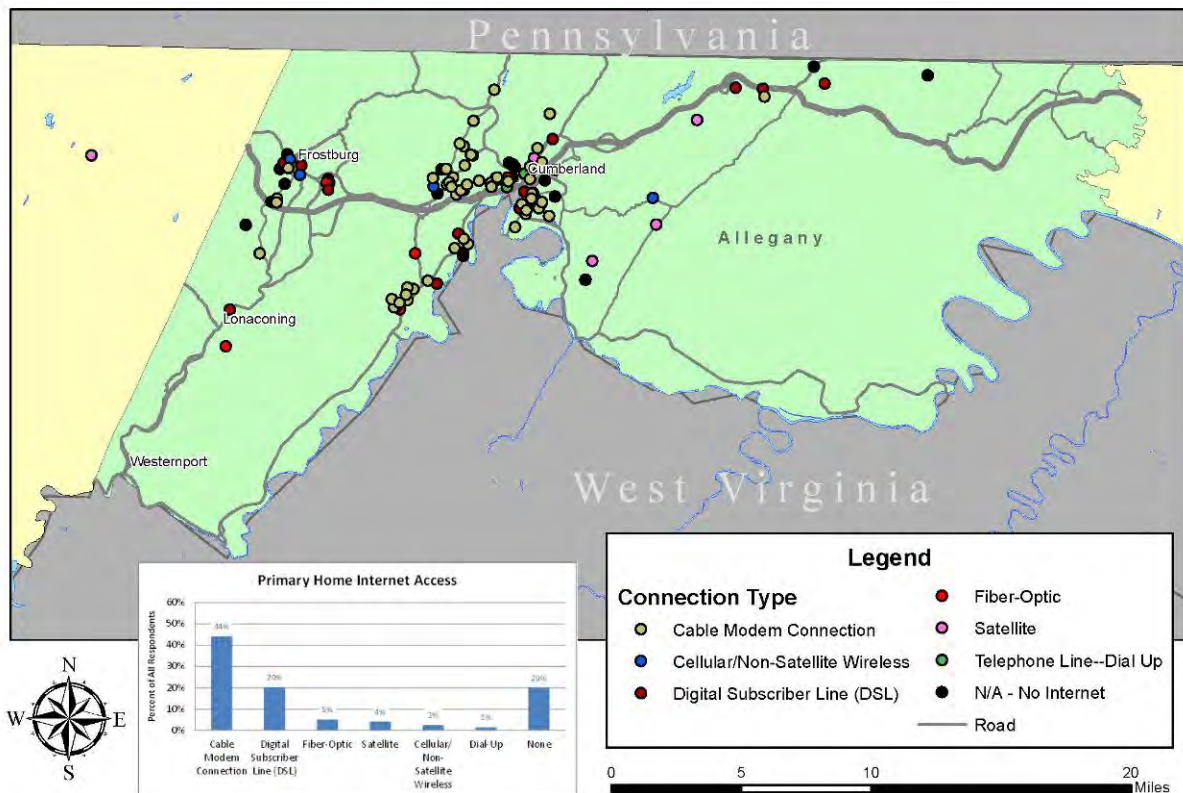 Pennsylvania
Frostburg
Cumberland
Allegany
Lonaconing
Westernport
West Virginia
Primary Home Internet Access
Percent of All Respondents
60%
50%
40%
30%
20%
10%
0%
44%
20%
5%
4%
20%
Cable Modem Connection
Digital Subscriber Line (DSL)
Fiber-Optic
Satellite
Cellular/ Non- Satellite Wireless
Dial-Up
None
Legend
Connection Type
Cable Modem Connection
Cellular/Non-Satellite Wireless
Digital Subscriber Line (DSL)
Fiber-Optic
Satellite
Telephone Line--Dial Up
N/A - No Internet
Road
N
W
E
S
0
5
10
20
Miles